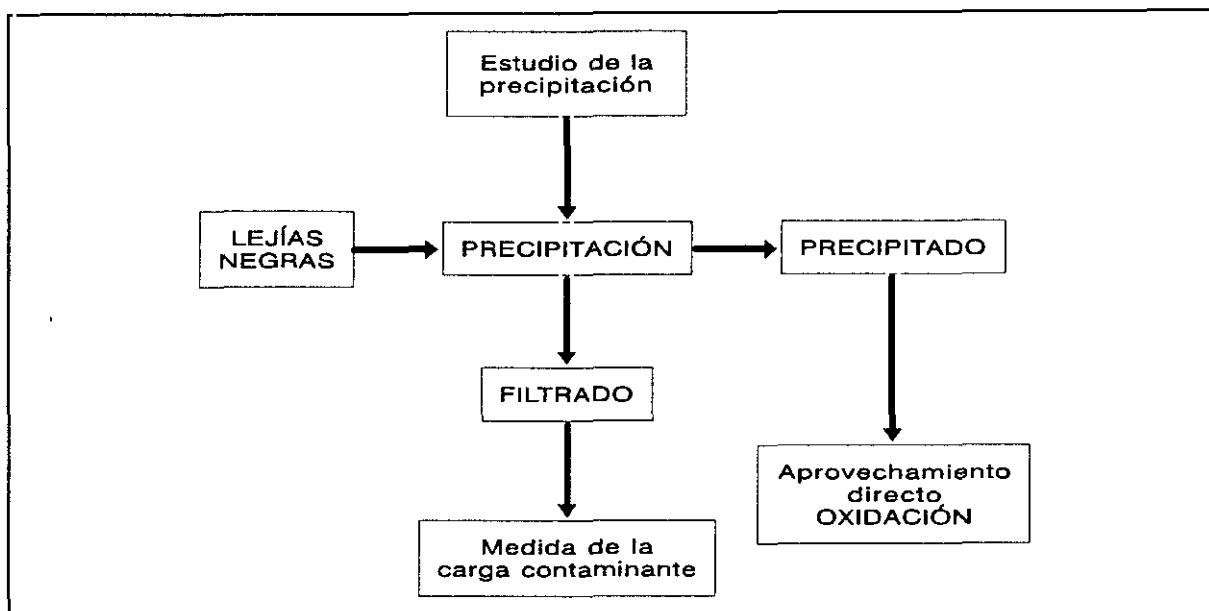 Estudio de la
precipitación
LEJÍAS
NEGRAS
PRECIPITACIÓN
PRECIPITADO
FILTRADO
Aprovechamiento
directo
OXIDACIÓN
Medida de la
carga contaminante